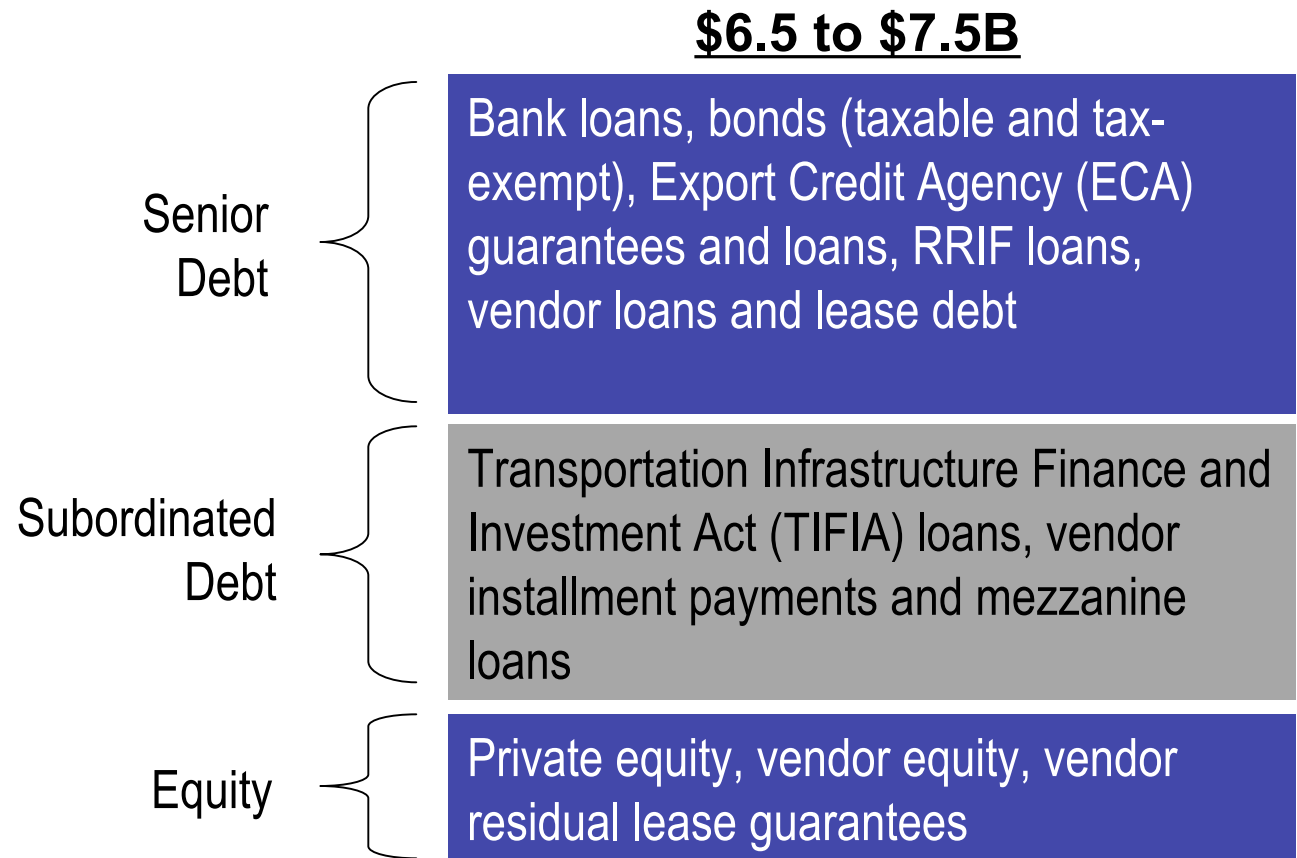 $6.5 to $7.5B
Senior
Debt
Bank loans, bonds (taxable and tax-
exempt), Export Credit Agency (ECA)
guarantees and loans, RRIF loans,
vendor loans and lease debt
Subordinated
Debt
Transportation Infrastructure Finance and
Investment Act (TIFIA) loans, vendor
installment payments and mezzanine
loans
Equity
Private equity, vendor equity, vendor
residual lease guarantees